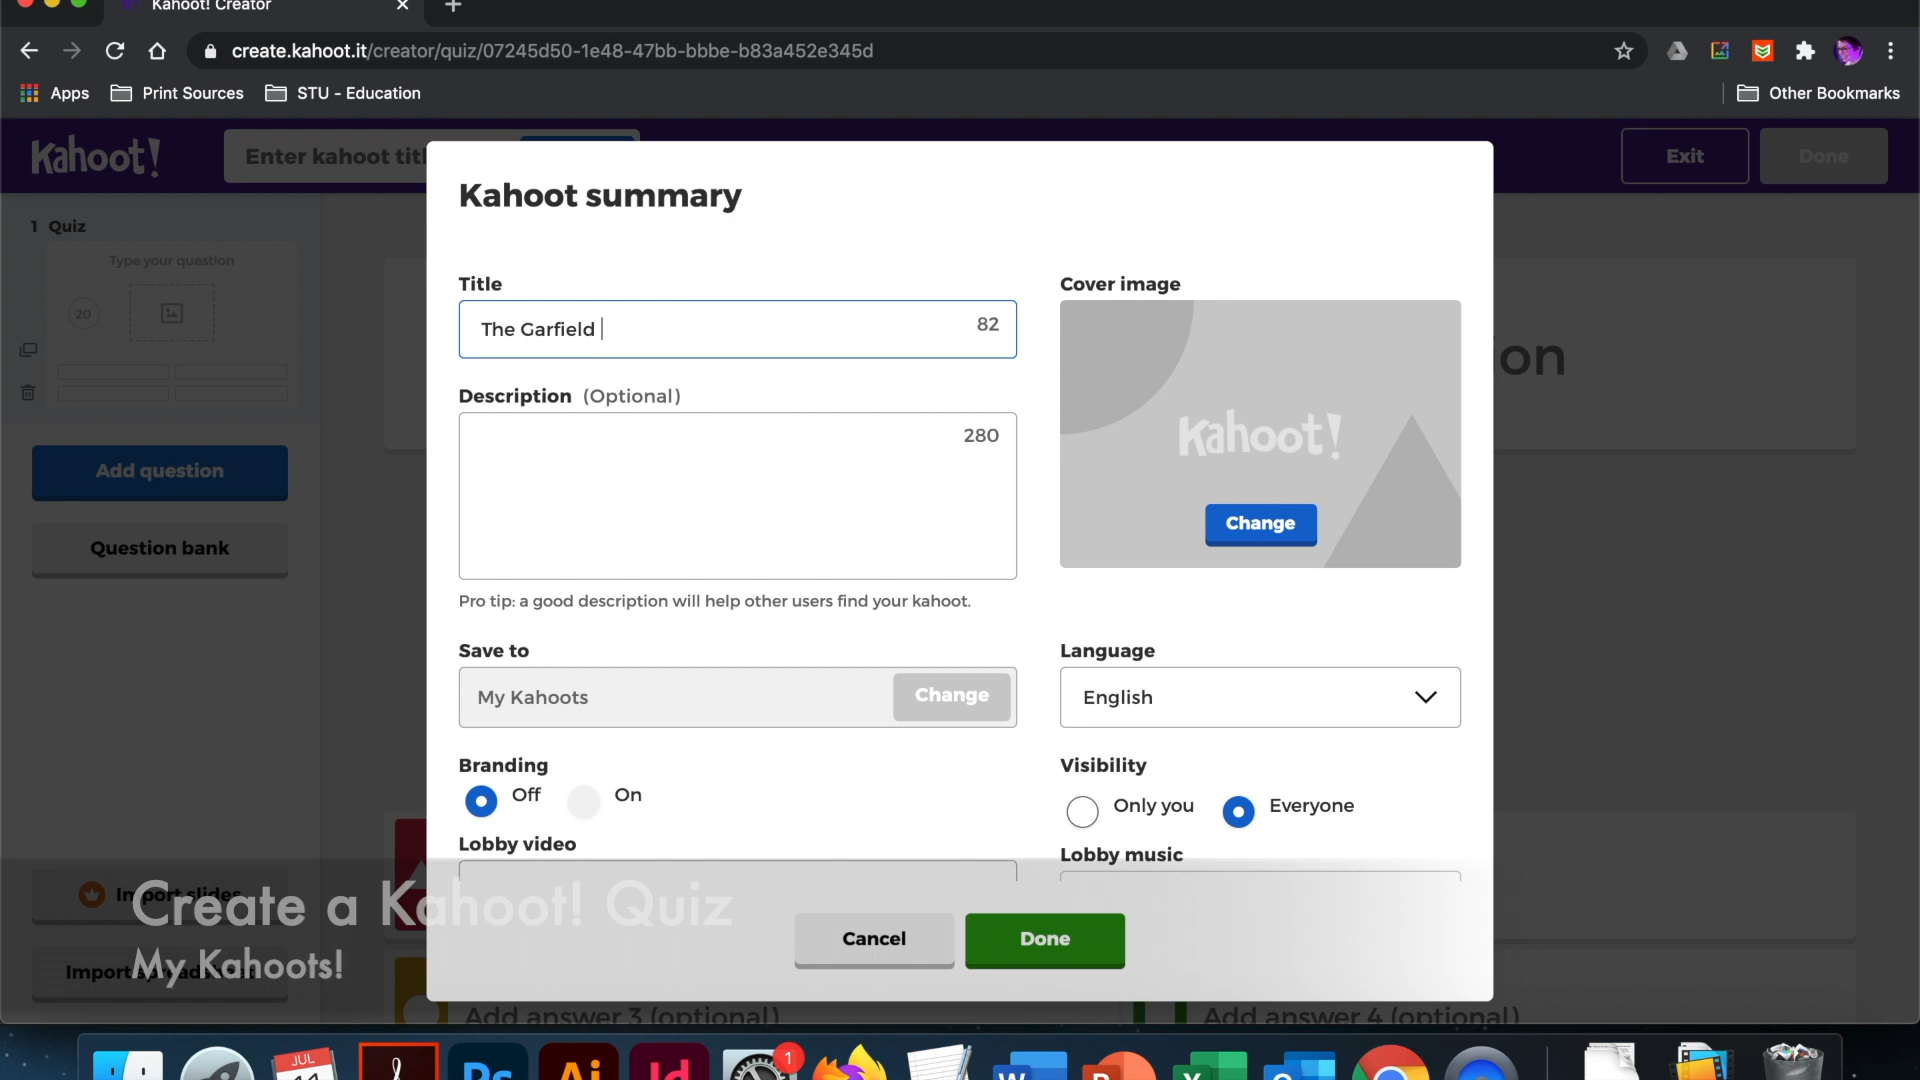 Kahoot! Creator
create.kahoot.it/creator/quiz/07245d50-1e48-47bb-bbbe-b83a452e345d
Apps
Print Sources
STU - Education
Other Bookmarks
Kahoot!
Enter kahoot titl
Exit
Done
Kahoot summary
1 Quiz
Type your question
20
Add question
Question bank
Title
The Garfield
82
Cover image
Kahoot!
Change
on
Description (Optional)
280
Pro tip: a good description will help other users find your kahoot.
Save to
My Kahoots
Change
Language
English
Branding
Off
On
Visibility
Only you
Everyone
Lobby video
Lobby music
Import slides
Create a Kahoot! Quiz
Cancel
Done
My Kahoots!
Add answer 3 (optional)
Add answer 4 (optional)
JUL
Ps
Ai
Id
1
W